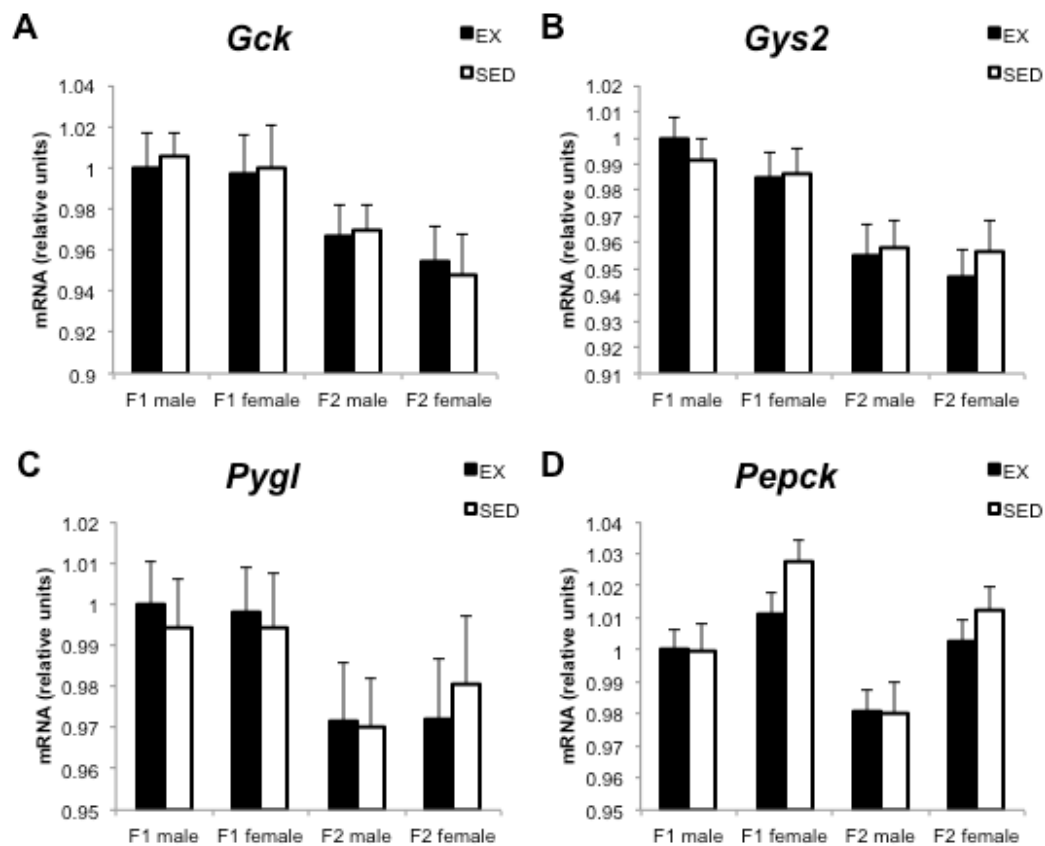 A
Gck
EX
SED
mRNA (relative units)
1.04
1.02
1
0.98
0.96
0.94
0.92
0.9
F1 male F1 female F2 male F2 female
B
Gys2
EX
SED
mRNA (relative units)
1.02
1.01
1
0.99
0.98
0.97
0.96
0.95
0.94
0.93
0.92
0.91
F1 male F1 female F2 male F2 female
C
Pygl
EX
SED
mRNA (relative units)
1.02
1.01
1
0.99
0.98
0.97
0.96
0.95
F1 male F1 female F2 male F2 female
D
Pepck
EX
SED
mRNA (relative units)
1.04
1.03
1.02
1.01
1
0.99
0.98
0.97
0.96
0.95
F1 male F1 female F2 male F2 female